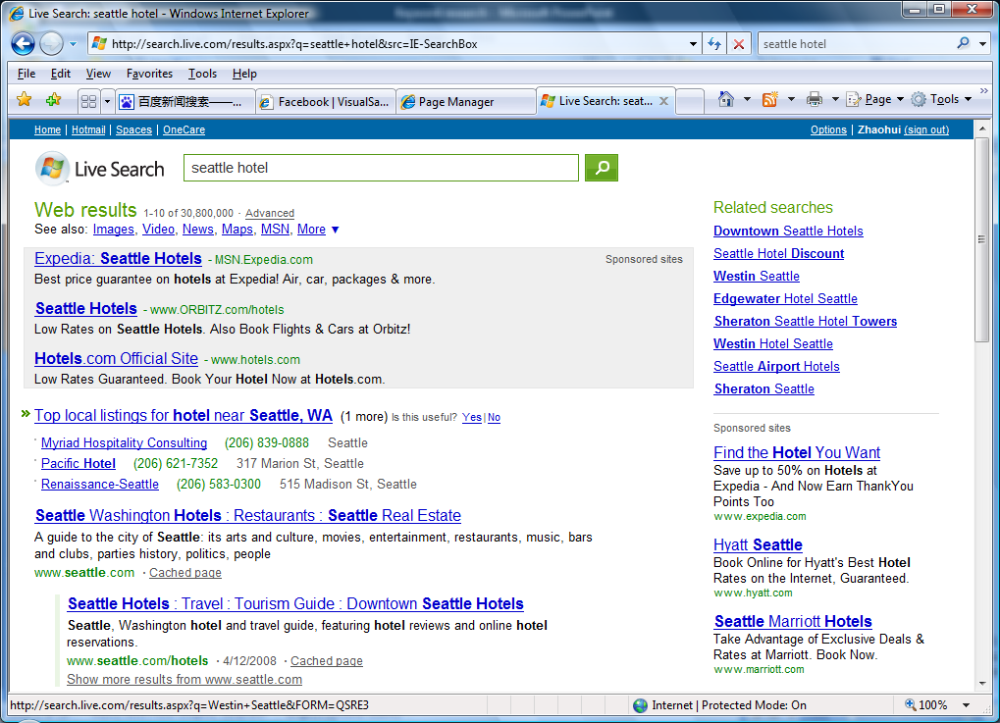 Live Search: seattle hotel - Windows Internet Explorer
http://search.live.com/results.aspx?q=seattle+hotel&src=IE-SearchBox
seattle hotel
File Edit View Favorites Tools Help
百度新闻搜索——...
Facebook | VisualSa...
Page Manager
Live Search: seat...
Page
Tools
Home | Hotmail | Spaces | OneCare
Options | Zhaohui (sign out)
Live Search
seattle hotel
Web results 1-10 of 30,800,000 · Advanced
See also: Images, Video, News, Maps, MSN, More ▼
Sponsored sites
Expedia: Seattle Hotels - MSN.Expedia.com
Best price guarantee on hotels at Expedia! Air, car, packages & more.
Seattle Hotels - www.ORBITZ.com/hotels
Low Rates on Seattle Hotels. Also Book Flights & Cars at Orbitz!
Hotels.com Official Site - www.hotels.com
Low Rates Guaranteed. Book Your Hotel Now at Hotels.com.
Top local listings for hotel near Seattle, WA (1 more) Is this useful? Yes|No
Myriad Hospitality Consulting (206) 839-0888 Seattle
Pacific Hotel (206) 621-7352 317 Marion St, Seattle
Renaissance-Seattle (206) 583-0300 515 Madison St, Seattle
Seattle Washington Hotels : Restaurants : Seattle Real Estate
A guide to the city of Seattle: its arts and culture, movies, entertainment, restaurants, music, bars
and clubs, parties history, politics, people
www.seattle.com · Cached page
Seattle Hotels : Travel : Tourism Guide : Downtown Seattle Hotels
Seattle, Washington hotel and travel guide, featuring hotel reviews and online hotel
reservations.
www.seattle.com/hotels · 4/12/2008 · Cached page
Show more results from www.seattle.com
Related searches
Downtown Seattle Hotels
Seattle Hotel Discount
Westin Seattle
Edgewater Hotel Seattle
Sheraton Seattle Hotel Towers
Westin Hotel Seattle
Seattle Airport Hotels
Sheraton Seattle
Sponsored sites
Find the Hotel You Want
Save up to 50% on Hotels at
Expedia - And Now Earn ThankYou
Points Too
www.expedia.com
Hyatt Seattle
Book Online for Hyatt's Best Hotel
Rates on the Internet, Guaranteed.
www.hyatt.com
Seattle Marriott Hotels
Take Advantage of Exclusive Deals &
Rates at Marriott. Book Now.
www.marriott.com
http://search.live.com/results.aspx?q=Westin+Seattle&FORM=QSRE3
Internet | Protected Mode: On
100%